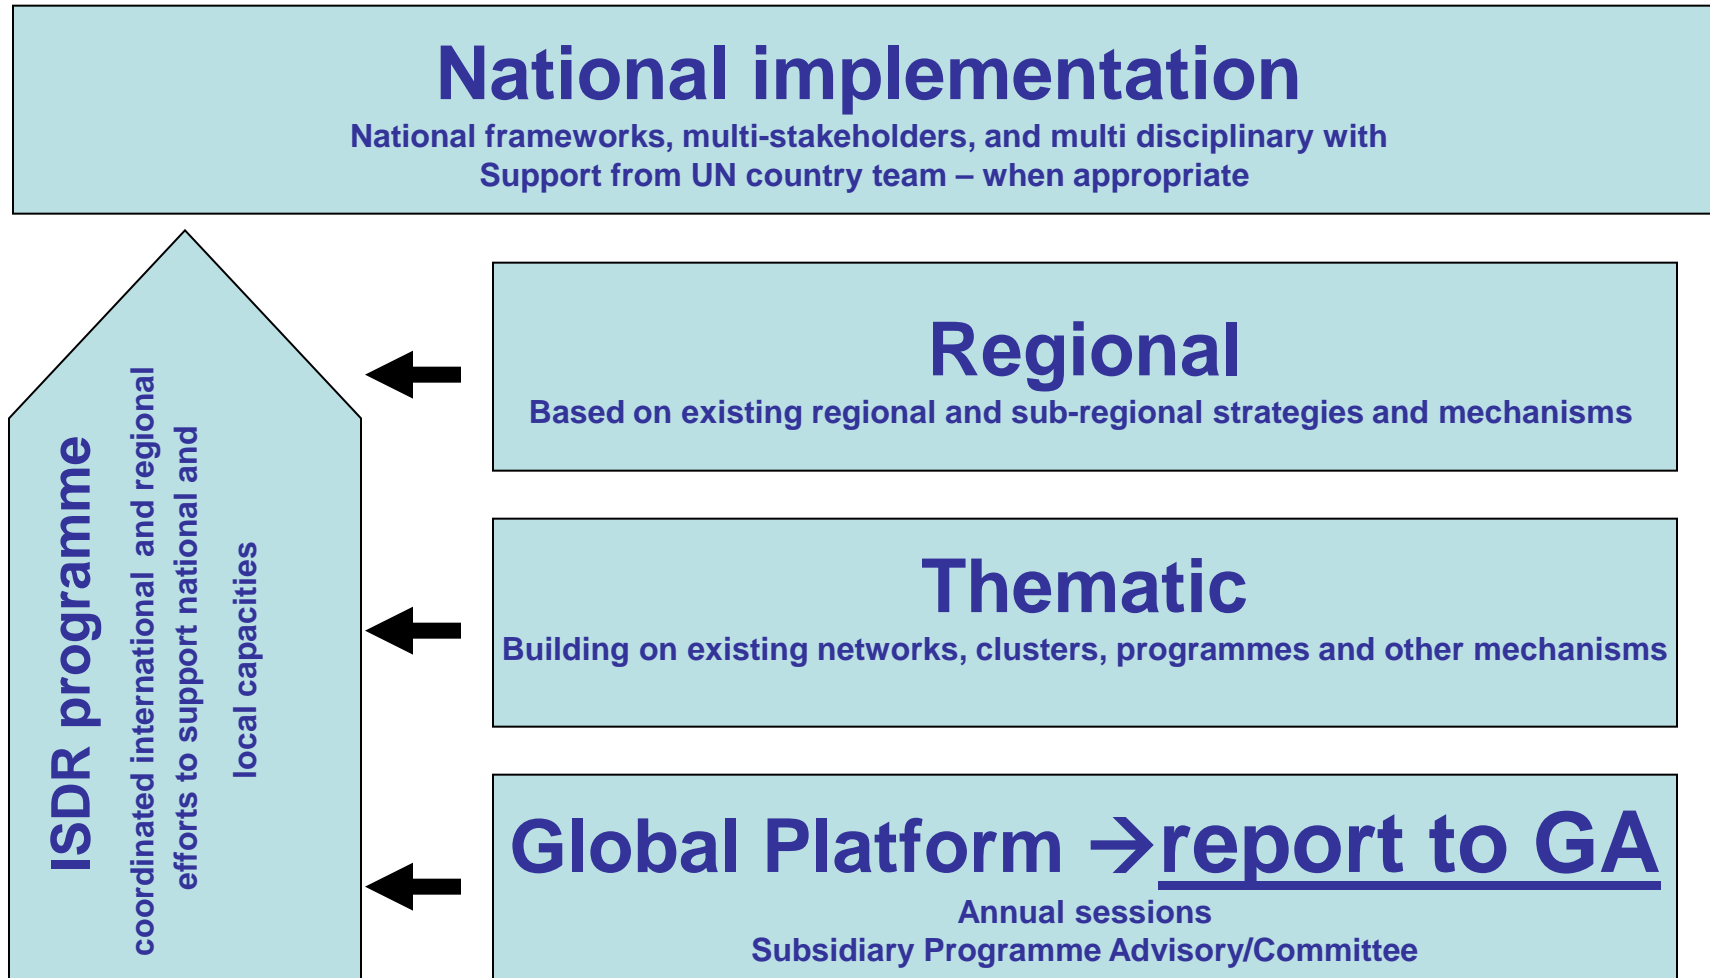 National implementation
National frameworks, multi-stakeholders, and multi disciplinary with
Support from UN country team – when appropriate
ISDR programme
coordinated international and regional
efforts to support national and
local capacities
Regional
Based on existing regional and sub-regional strategies and mechanisms
Thematic
Building on existing networks, clusters, programmes and other mechanisms
Global Platform →report to GA
Annual sessions
Subsidiary Programme Advisory/Committee